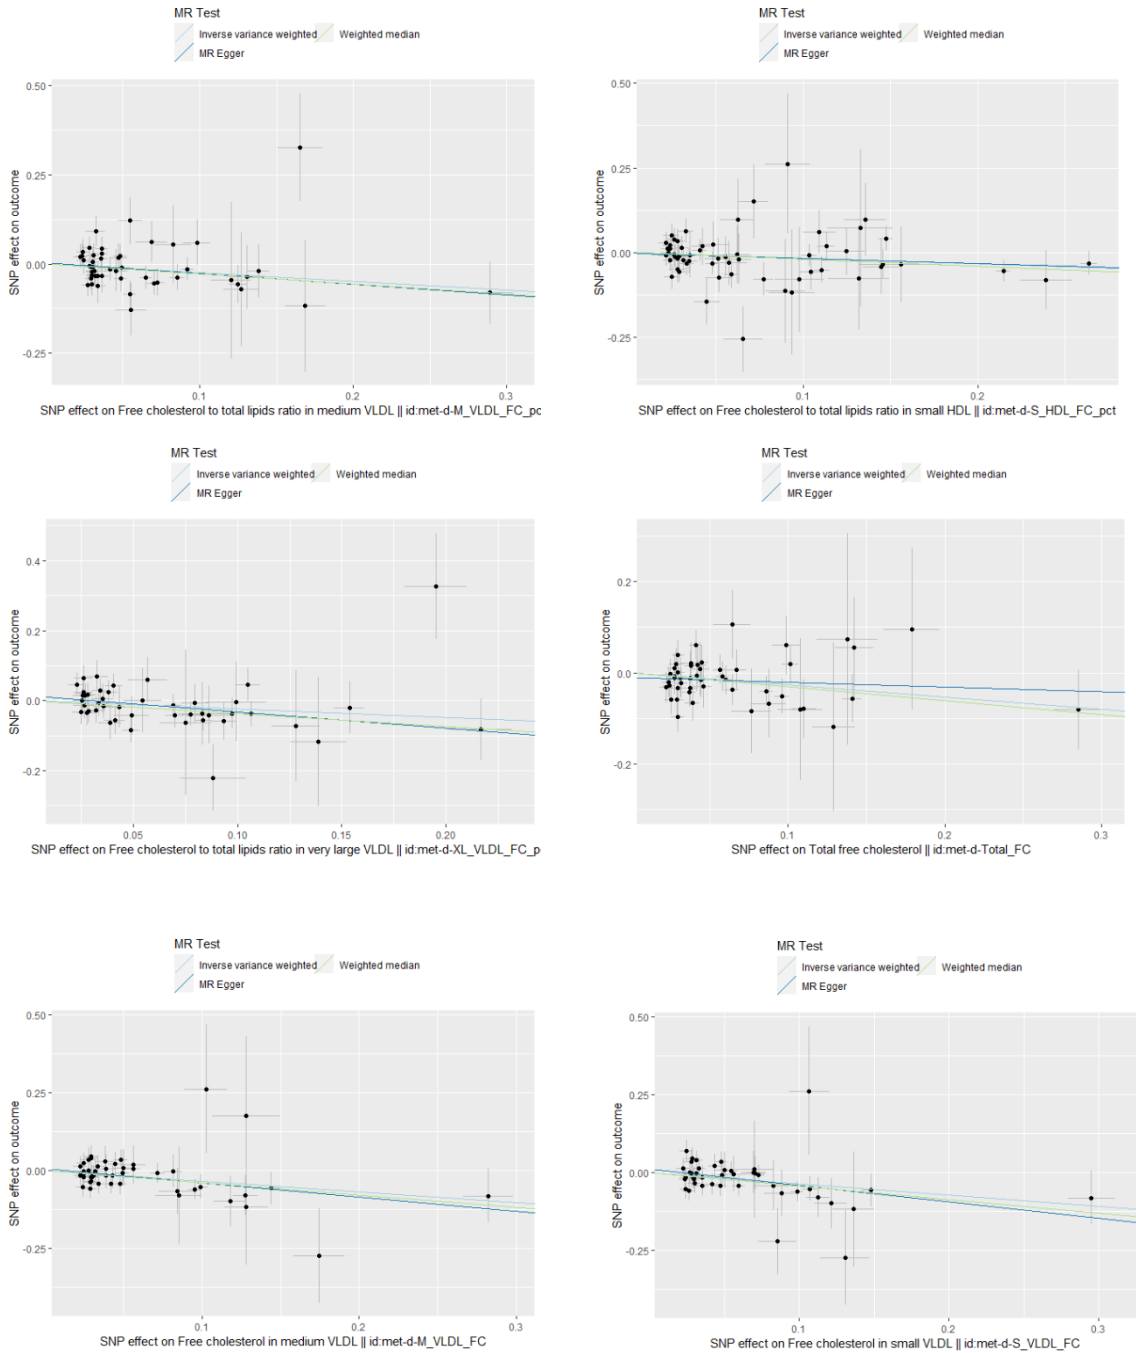 MR Test
Inverse variance weighted
Weighted median
MR Egger
0.50
0.25
0.00
-0.25
SNP effect on outcome
0.1
0.2
0.3
SNP effect on Free cholesterol to total lipids ratio in medium VLDL || id:met-d-M_VLDL_FC_pc
MR Test
Inverse variance weighted
Weighted median
MR Egger
0.50
0.25
0.00
-0.25
SNP effect on outcome
0.1
0.2
SNP effect on Free cholesterol to total lipids ratio in small HDL || id:met-d-S_HDL_FC_pct
MR Test
Inverse variance weighted
Weighted median
MR Egger
0.4
0.2
0.0
-0.2
SNP effect on outcome
0.05
0.10
0.15
0.20
SNP effect on Free cholesterol to total lipids ratio in very large VLDL || id:met-d-XL_VLDL_FC_p
MR Test
Inverse variance weighted
Weighted median
MR Egger
0.2
0.0
-0.2
SNP effect on outcome
0.1
0.2
0.3
SNP effect on Total free cholesterol || id:met-d-Total_FC
MR Test
Inverse variance weighted
Weighted median
MR Egger
0.50
0.25
0.00
-0.25
SNP effect on outcome
0.1
0.2
0.3
SNP effect on Free cholesterol in medium VLDL || id:met-d-M_VLDL_FC
MR Test
Inverse variance weighted
Weighted median
MR Egger
0.50
0.25
0.00
-0.25
SNP effect on outcome
0.1
0.2
0.3
SNP effect on Free cholesterol in small VLDL || id:met-d-S_VLDL_FC